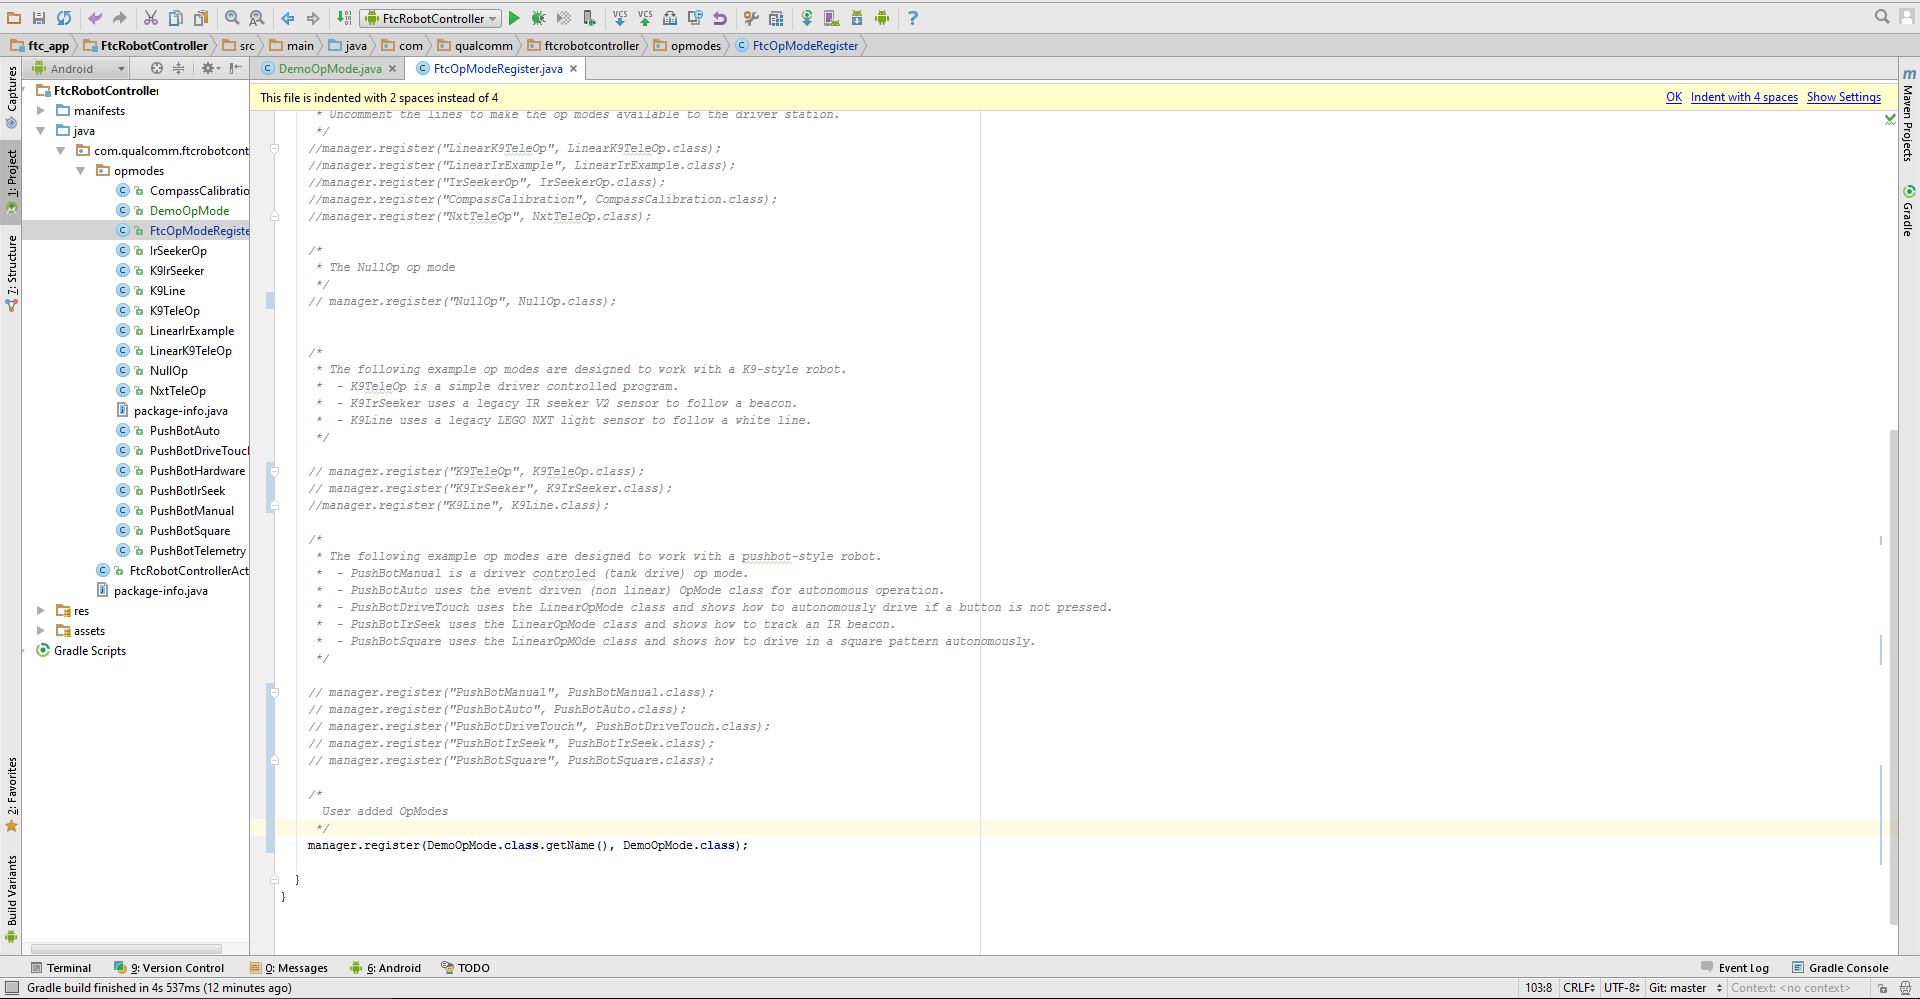 FtcRobotController
ftc_app FtcRobotController src main java com qualcomm ftcrobotcontroller opmodes FtcOpModeRegister
Android
DemoOpMode.java FtcOpModeRegister.java
This file is indented with 2 spaces instead of 4 OK Indent with 4 spaces Show Settings
Captures
1: Project
7: Structure
2: Favorites
Build Variants
FtcRobotController
manifests
java
com.qualcomm.ftcrobotcont
opmodes
CompassCalibratio
DemoOpMode
FtcOpModeRegiste
IrSeekerOp
K9IrSeeker
K9Line
K9TeleOp
LinearIrExample
LinearK9TeleOp
NullOp
NxtTeleOp
package-info.java
PushBotAuto
PushBotDriveTouch
PushBotHardware
PushBotIrSeek
PushBotManual
PushBotSquare
PushBotTelemetry
FtcRobotControllerAct
package-info.java
res
assets
Gradle Scripts
* Uncomment the lines to make the op modes available to the driver station.
*/
//manager.register("LinearK9TeleOp", LinearK9TeleOp.class);
//manager.register("LinearIrExample", LinearIrExample.class);
//manager.register("IrSeekerOp", IrSeekerOp.class);
//manager.register("CompassCalibration", CompassCalibration.class);
//manager.register("NxtTeleOp", NxtTeleOp.class);
/*
* The NullOp op mode
*/
// manager.register("NullOp", NullOp.class);
/*
* The following example op modes are designed to work with a K9-style robot.
* - K9TeleOp is a simple driver controlled program.
* - K9IrSeeker uses a legacy IR seeker V2 sensor to follow a beacon.
* - K9Line uses a legacy LEGO NXT light sensor to follow a white line.
*/
// manager.register("K9TeleOp", K9TeleOp.class);
// manager.register("K9IrSeeker", K9IrSeeker.class);
//manager.register("K9Line", K9Line.class);
/*
* The following example op modes are designed to work with a pushbot-style robot.
* - PushBotManual is a driver controled (tank drive) op mode.
* - PushBotAuto uses the event driven (non linear) OpMode class for autonomous operation.
* - PushBotDriveTouch uses the LinearOpMode class and shows how to autonomously drive if a button is not pressed.
* - PushBotIrSeek uses the LinearOpMode class and shows how to track an IR beacon.
* - PushBotSquare uses the LinearOpMOde class and shows how to drive in a square pattern autonomously.
*/
// manager.register("PushBotManual", PushBotManual.class);
// manager.register("PushBotAuto", PushBotAuto.class);
// manager.register("PushBotDriveTouch", PushBotDriveTouch.class);
// manager.register("PushBotIrSeek", PushBotIrSeek.class);
// manager.register("PushBotSquare", PushBotSquare.class);
/*
User added OpModes
*/
manager.register(DemoOpMode.class.getName(), DemoOpMode.class);
}
}
m Maven Projects
Gradle
Terminal 9: Version Control 0: Messages 6: Android TODO Event Log Gradle Console
Gradle build finished in 4s 537ms (12 minutes ago) 103:8 CRLF UTF-8 Git: master Context: <no context>